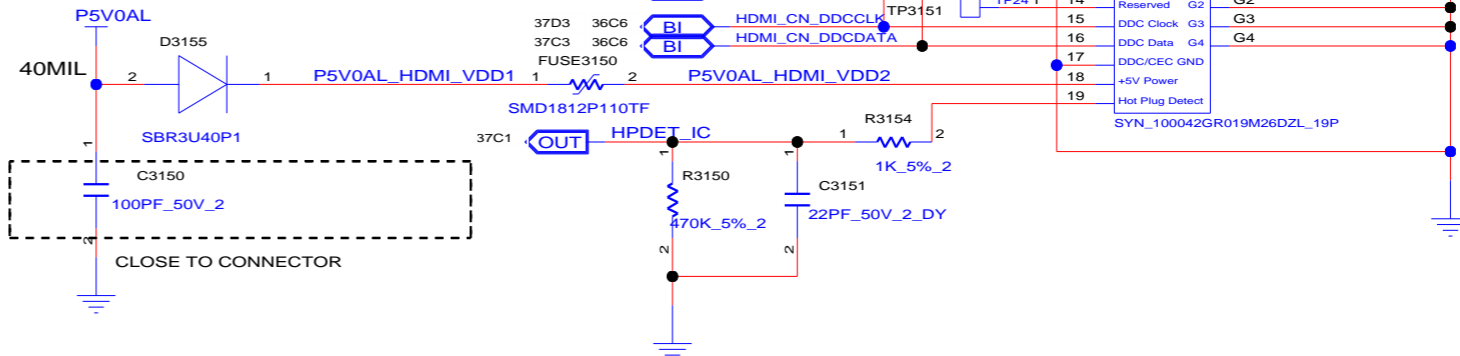 P5V0AL
D3155
40MIL
2
1
SBR3U40P1
P5V0AL_HDMI_VDD1
37D3 36C6
BI
HDMI_CN_DDCCLK
37C3 36C6
BI
HDMI_CN_DDCDATA
FUSE3150
1
2
SMD1812P110TF
P5V0AL_HDMI_VDD2
TP3151
TP24
1
14 Reserved G2 G2
15 DDC Clock G3 G3
16 DDC Data G4 G4
17 DDC/CEC GND
18 +5V Power
19 Hot Plug Detect
SYN_100042GR019M26DZL_19P
37C1
OUT
HPDET_IC
R3154
1
2
1K_5%_2
1
R3150
470K_5%_2
2
1
C3151
22PF_50V_2_DY
2
1
C3150
100PF_50V_2
2
CLOSE TO CONNECTOR